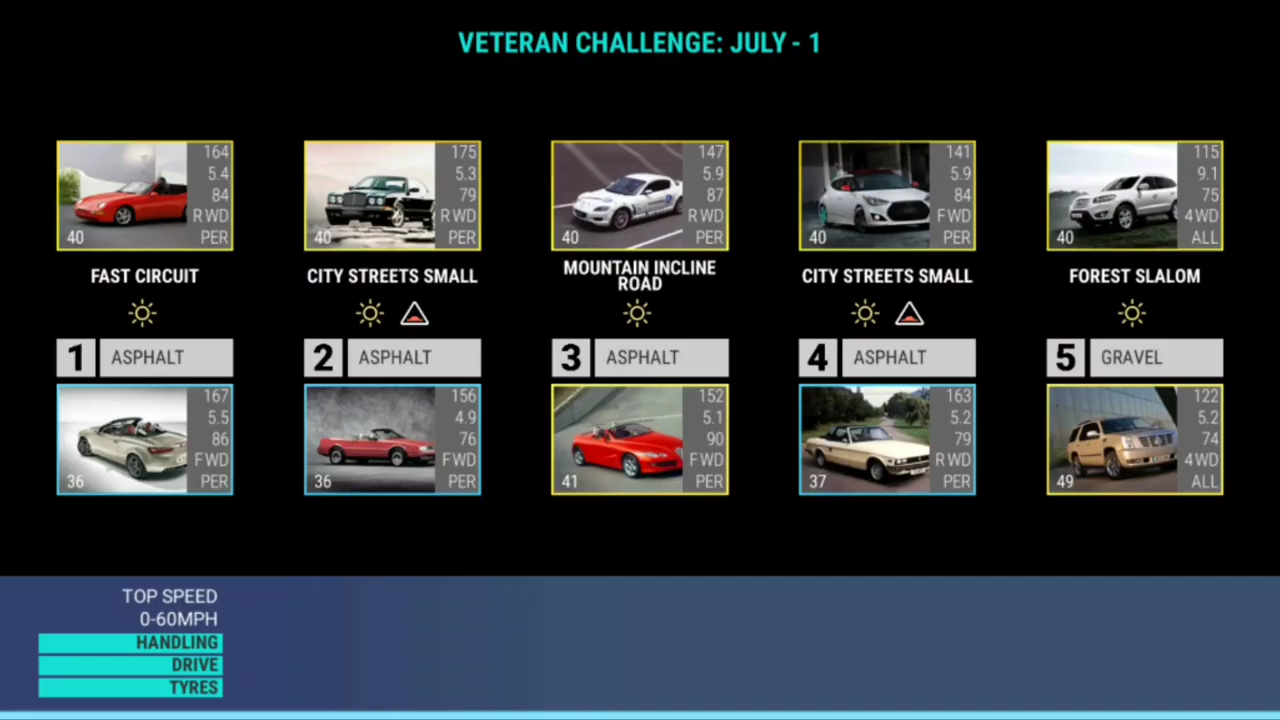 VETERAN CHALLENGE: JULY - 1
164
5.4
84
RWD
40 PER
175
5.3
79
RWD
40 PER
147
5.9
87
RWD
40 PER
141
5.9
84
FWD
40 PER
115
9.1
75
4WD
40 ALL
FAST CIRCUIT
CITY STREETS SMALL
MOUNTAIN INCLINE
ROAD
CITY STREETS SMALL
FOREST SLALOM
1 ASPHALT
2 ASPHALT
3 ASPHALT
4 ASPHALT
5 GRAVEL
167
5.5
86
FWD
36 PER
156
4.9
76
FWD
36 PER
152
5.1
90
FWD
41 PER
163
5.2
79
RWD
37 PER
122
5.2
74
4WD
49 ALL
TOP SPEED
0-60MPH
HANDLING
DRIVE
TYRES